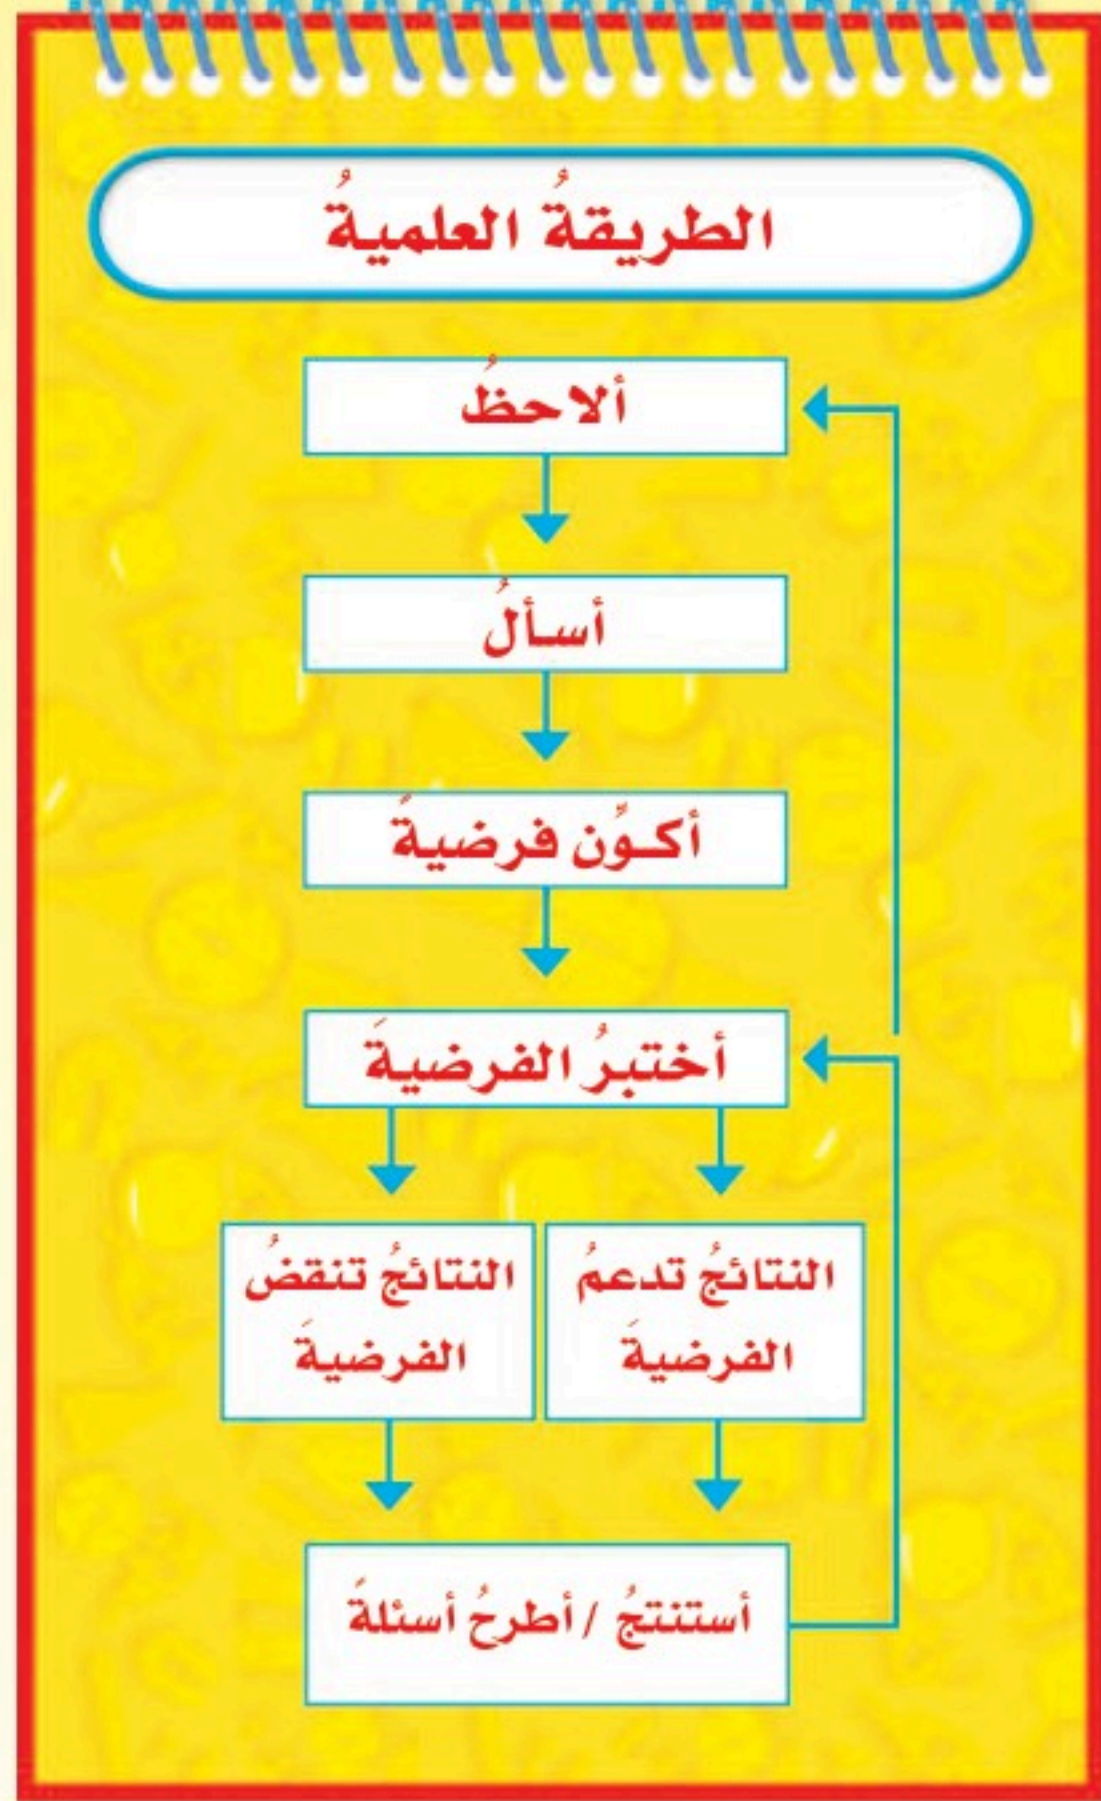 الطريقةُ العلميةُ
ألاحظُ
أسألُ
أكوّن فرضيةً
أختبرُ الفرضيةَ
النتائجُ تدعمُ
الفرضيةَ
النتائجُ تنقضُ
الفرضيةَ
أستنتجُ / أطرحُ أسئلةً